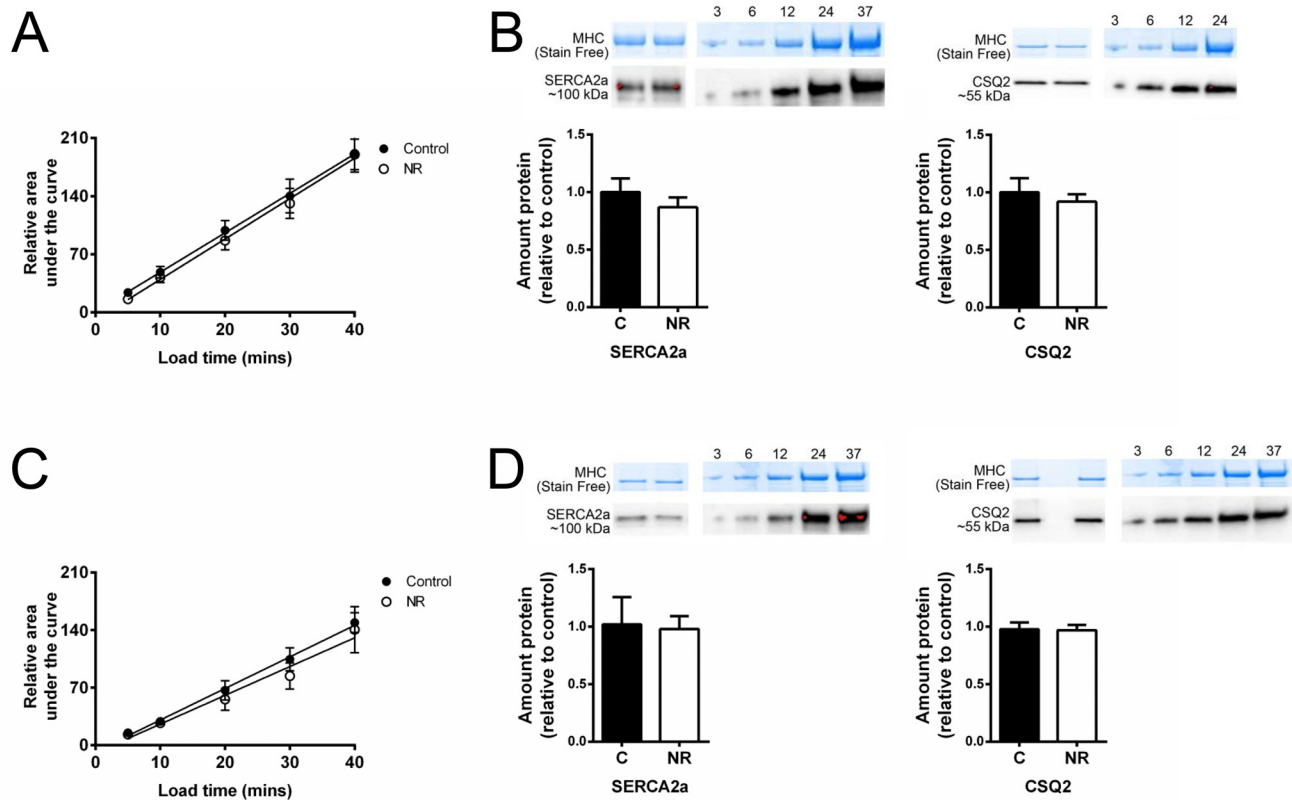 A
Relative area
under the curve
210
140
70
0
0 10 20 30 40
Load time (mins)
Control
NR
B
3 6 12 24 37
MHC
(Stain Free)
SERCA2a
~100 kDa
Amount protein
(relative to control)
1.5
1.0
0.5
0.0
C NR
SERCA2a
3 6 12 24
MHC
(Stain Free)
CSQ2
~55 kDa
Amount protein
(relative to control)
1.5
1.0
0.5
0.0
C NR
CSQ2
C
Relative area
under the curve
210
140
70
0
0 10 20 30 40
Load time (mins)
Control
NR
D
3 6 12 24 37
MHC
(Stain Free)
SERCA2a
~100 kDa
Amount protein
(relative to control)
1.5
1.0
0.5
0.0
C NR
SERCA2a
3 6 12 24 37
MHC
(Stain Free)
CSQ2
~55 kDa
Amount protein
(relative to control)
1.5
1.0
0.5
0.0
C NR
CSQ2